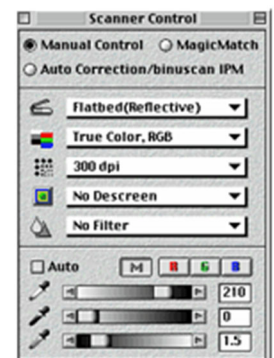 Scanner Control
Manual Control MagicMatch
Auto Correction/binuscan IPM
Flatbed(Reflective)
True Color, RGB
300 dpi
No Descreen
No Filter
Auto M R G B
210
0
1.5